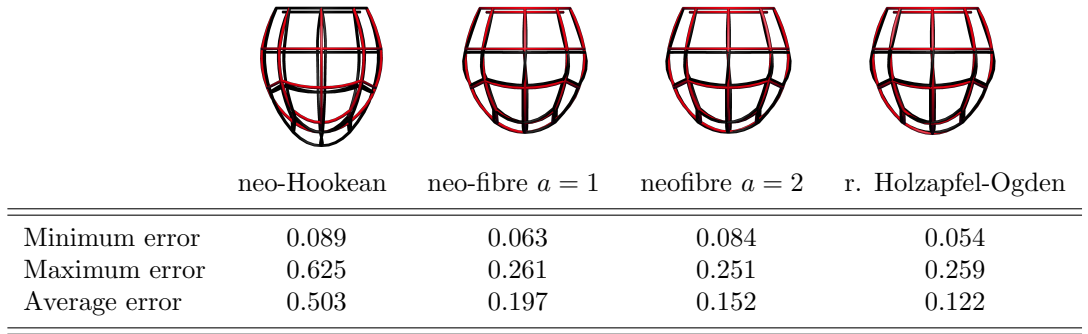 neo-Hookean neo-fibre a = 1 neofibre a = 2 r. Holzapfel-Ogden
Minimum error 0.089 0.063 0.084 0.054
Maximum error 0.625 0.261 0.251 0.259
Average error 0.503 0.197 0.152 0.122